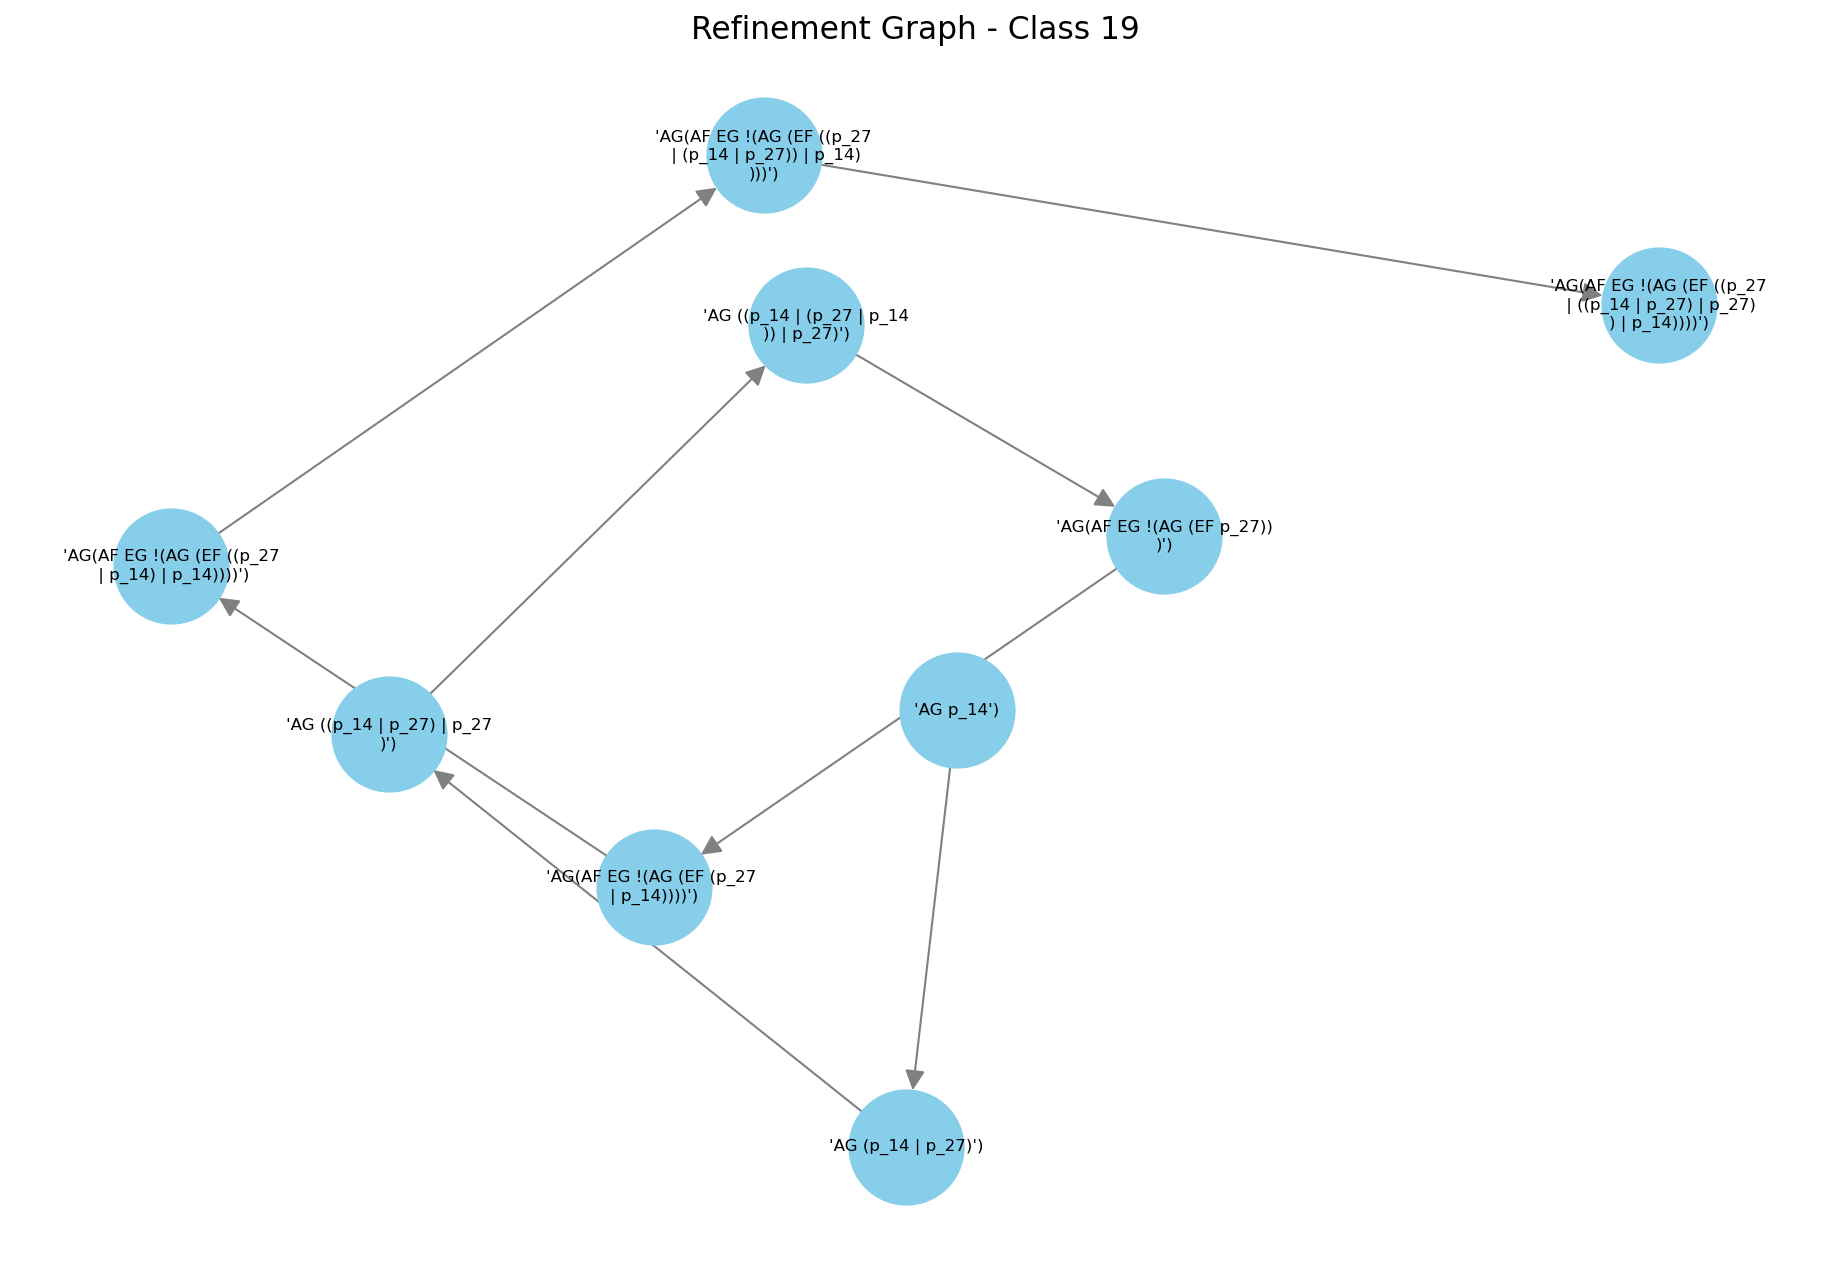 Refinement Graph - Class 19
'AG(AF EG !(AG (EF ((p_27
| (p_14 | p_27)) | p_14)
)))')
'AG(AF EG !(AG (EF ((p_27
| ((p_14 | p_27) | p_27)
) | p_14))))')
'AG ((p_14 | (p_27 | p_14
)) | p_27)')
'AG(AF EG !(AG (EF p_27))
)')
'AG(AF EG !(AG (EF ((p_27
| p_14) | p_14))))')
'AG p_14')
'AG ((p_14 | p_27) | p_27
)')
'AG(AF EG !(AG (EF (p_27
| p_14))))')
'AG (p_14 | p_27)')